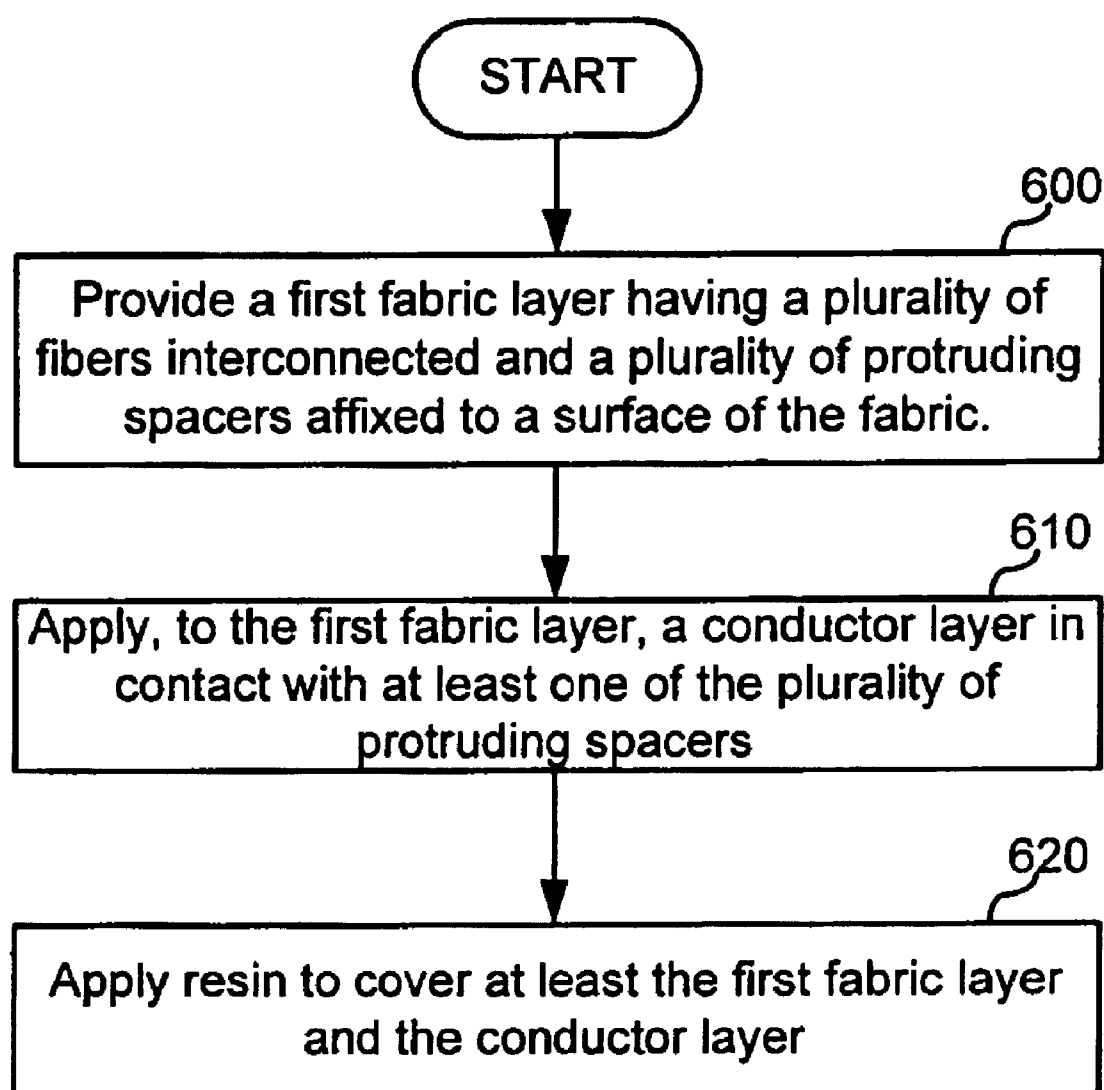 START
600
Provide a first fabric layer having a plurality of
fibers interconnected and a plurality of protruding
spacers affixed to a surface of the fabric.
610
Apply, to the first fabric layer, a conductor layer in
contact with at least one of the plurality of
protruding spacers
620
Apply resin to cover at least the first fabric layer
and the conductor layer